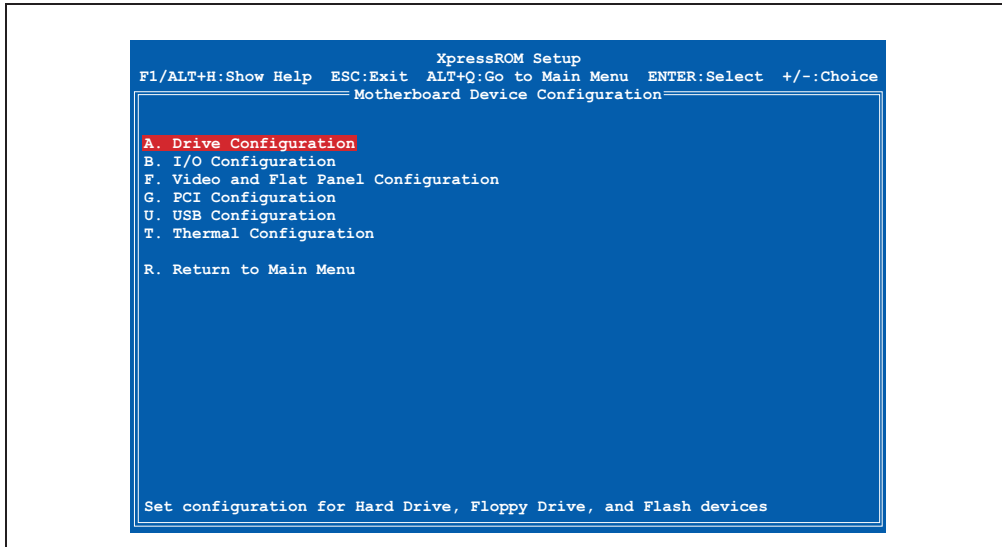 XpressROM Setup
F1/ALT+H:Show Help ESC:Exit ALT+Q:Go to Main Menu ENTER:Select +/-:Choice
Motherboard Device Configuration
A. Drive Configuration
B. I/O Configuration
F. Video and Flat Panel Configuration
G. PCI Configuration
U. USB Configuration
T. Thermal Configuration
R. Return to Main Menu
Set configuration for Hard Drive, Floppy Drive, and Flash devices